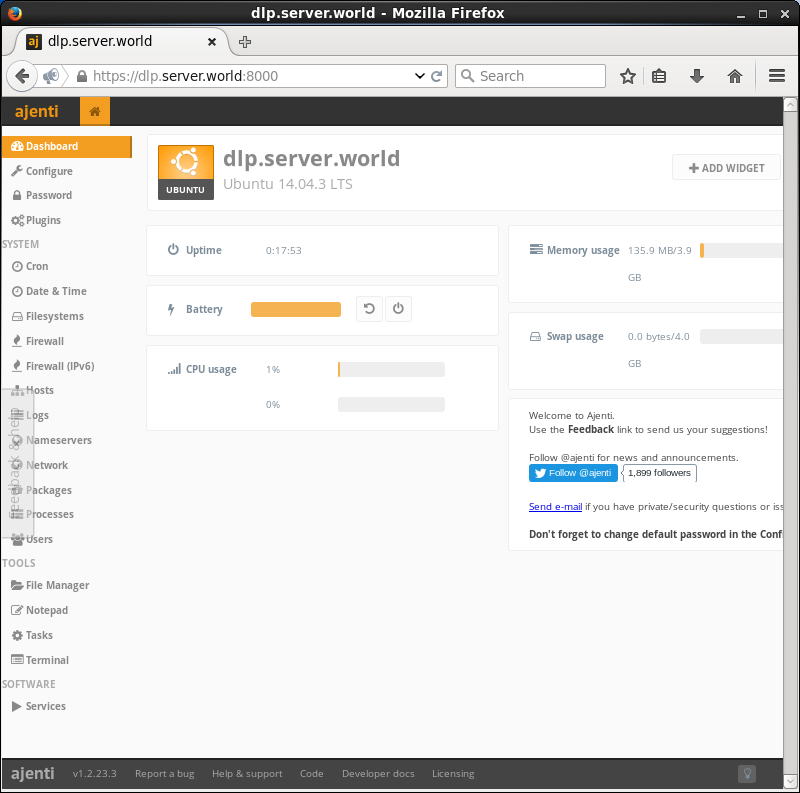 dlp.server.world - Mozilla Firefox
aj dlp.server.world
https://dlp.server.world:8000
Search
ajenti
Dashboard
Configure
Password
Plugins
SYSTEM
Cron
Date & Time
Filesystems
Firewall
Firewall (IPv6)
Hosts
Logs
Nameservers
Network
Packages
Processes
Users
Feedback & help
TOOLS
File Manager
Notepad
Tasks
Terminal
SOFTWARE
Services
UBUNTU
dlp.server.world
Ubuntu 14.04.3 LTS
ADD WIDGET
Uptime 0:17:53
Battery
CPU usage 1%
0%
Memory usage 135.9 MB/3.9
GB
Swap usage 0.0 bytes/4.0
GB
Welcome to Ajenti.
Use the Feedback link to send us your suggestions!
Follow @ajenti for news and announcements.
Follow @ajenti 1,899 followers
Send e-mail if you have private/security questions or iss
Don't forget to change default password in the Conf
ajenti v1.2.23.3 Report a bug Help & support Code Developer docs Licensing